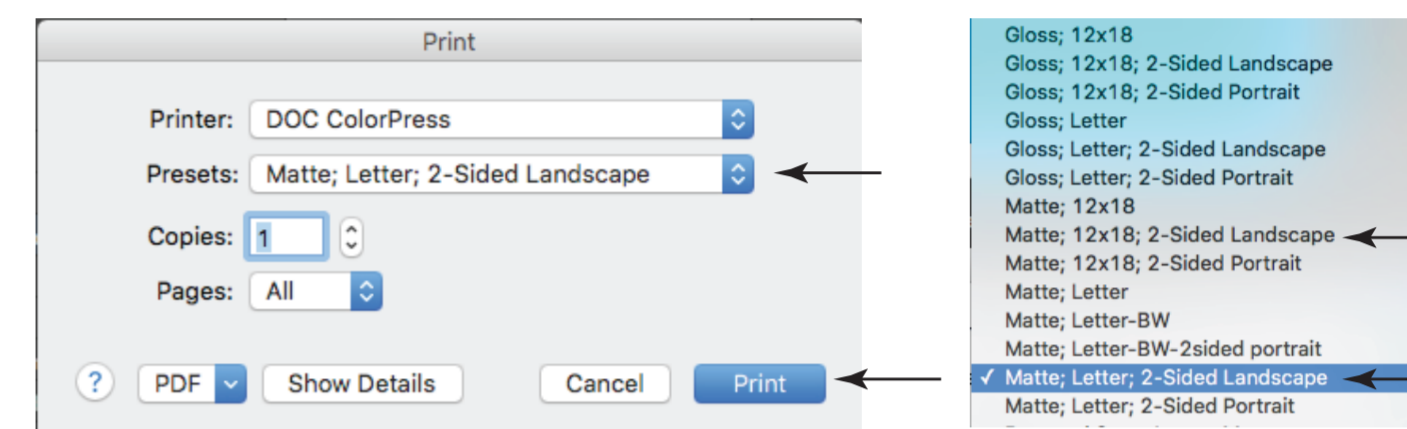 Print
Printer: DOC ColorPress
Presets: Matte; Letter; 2-Sided Landscape
Copies: 1
Pages: All
? PDF Show Details Cancel Print
Gloss; 12x18
Gloss; 12x18; 2-Sided Landscape
Gloss; 12x18; 2-Sided Portrait
Gloss; Letter
Gloss; Letter; 2-Sided Landscape
Gloss; Letter; 2-Sided Portrait
Matte; 12x18
Matte; 12x18; 2-Sided Landscape
Matte; 12x18; 2-Sided Portrait
Matte; Letter
Matte; Letter-BW
Matte; Letter-BW-2sided portrait
✓ Matte; Letter; 2-Sided Landscape
Matte; Letter; 2-Sided Portrait